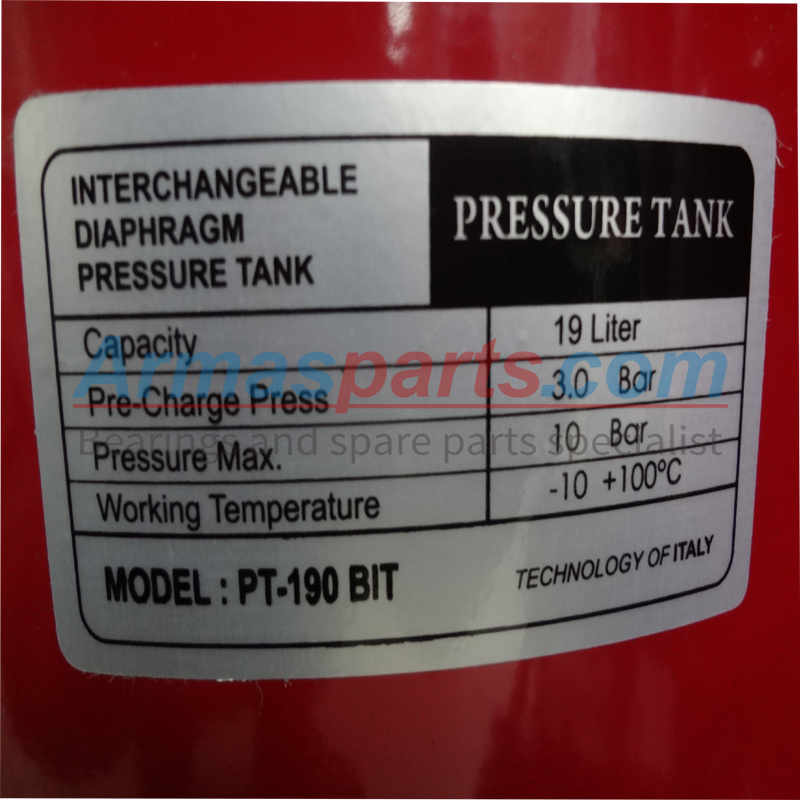 INTERCHANGEABLE
DIAPHRAGM
PRESSURE TANK
PRESSURE TANK
Capacity 19 Liter
Pre-Charge Press 3.0 Bar
Pressure Max. 10 Bar
Working Temperature -10 +100ºC
MODEL : PT-190 BIT
TECHNOLOGY OF ITALY
Armasparts.com
Bearings and spare parts specialist